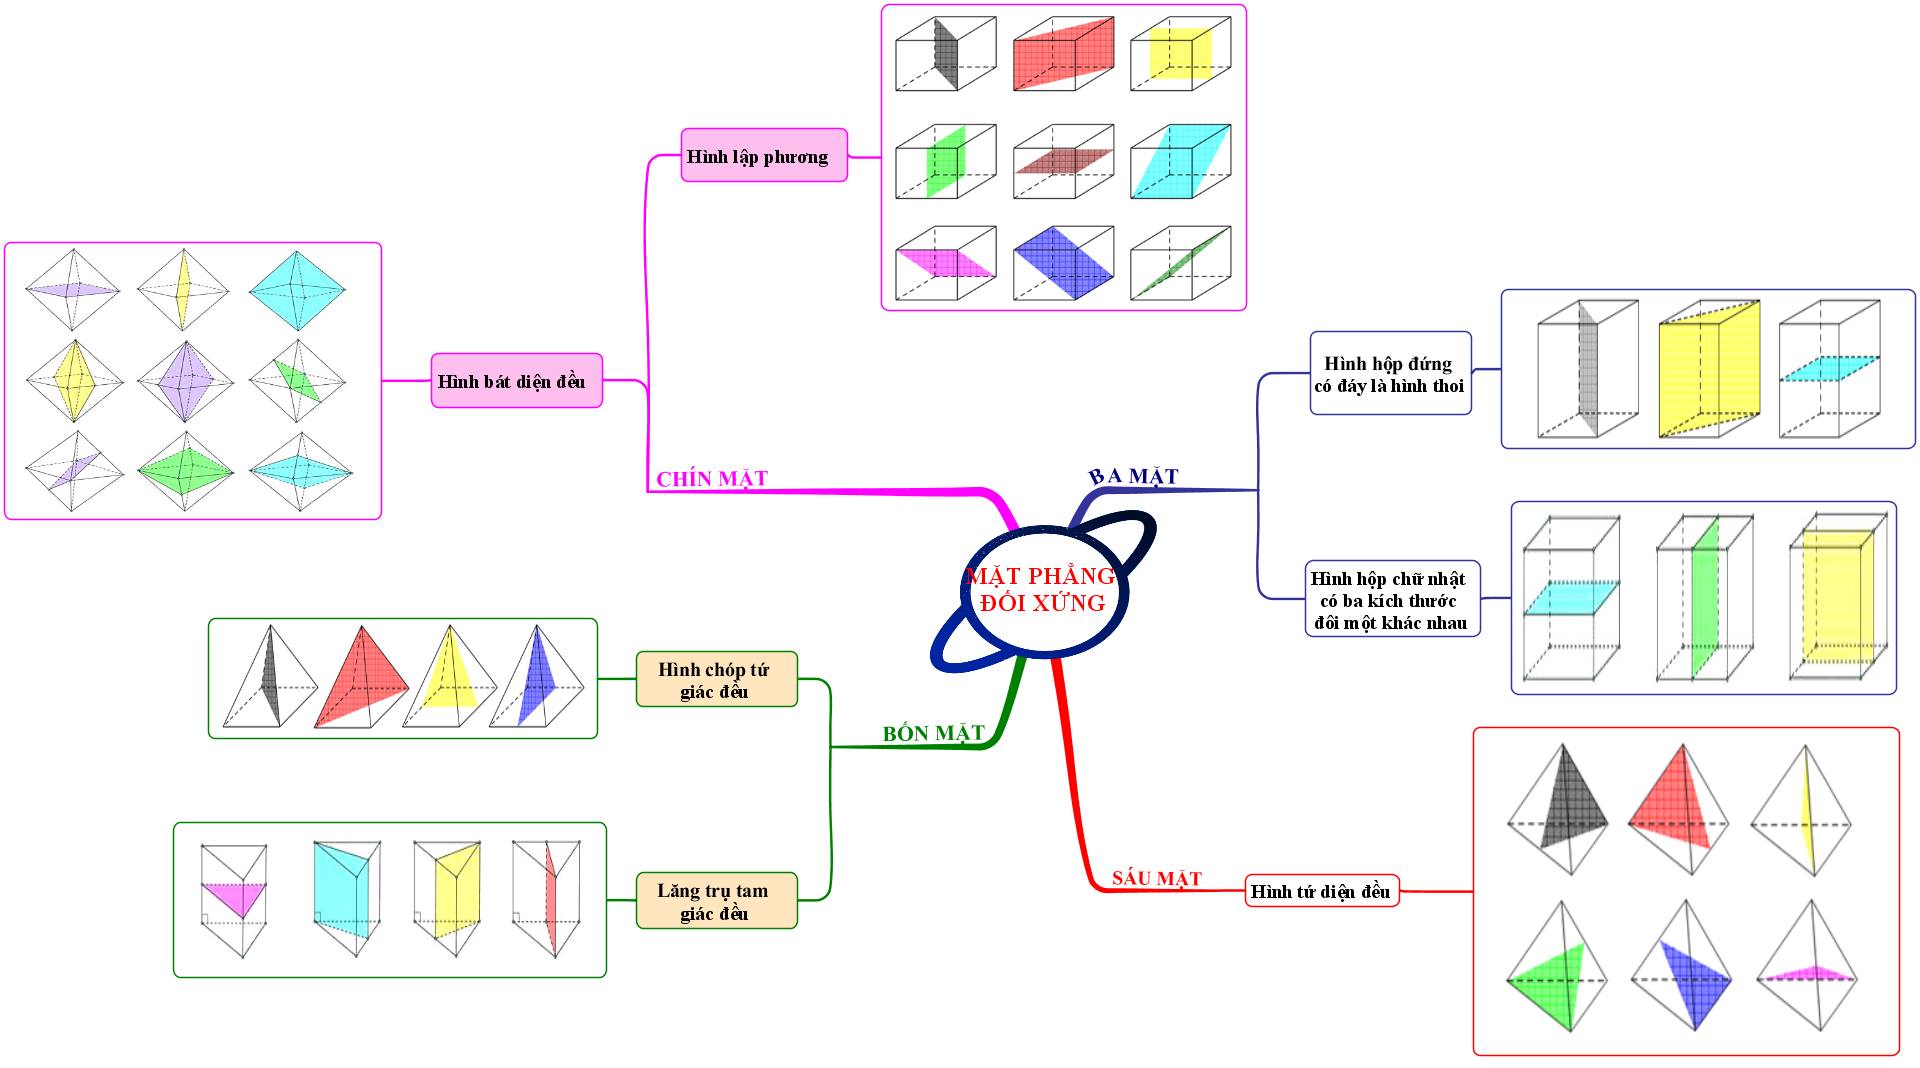 Hình lập phương
Hình bát diện đều
CHÍN MẶT
BA MẶT
Hình hộp đứng
có đáy là hình thoi
Hình hộp chữ nhật
có ba kích thước
đôi một khác nhau
MẶT PHẲNG
ĐỐI XỨNG
Hình chóp tứ
giác đều
BỐN MẶT
Lăng trụ tam
giác đều
SÁU MẶT
Hình tứ diện đều